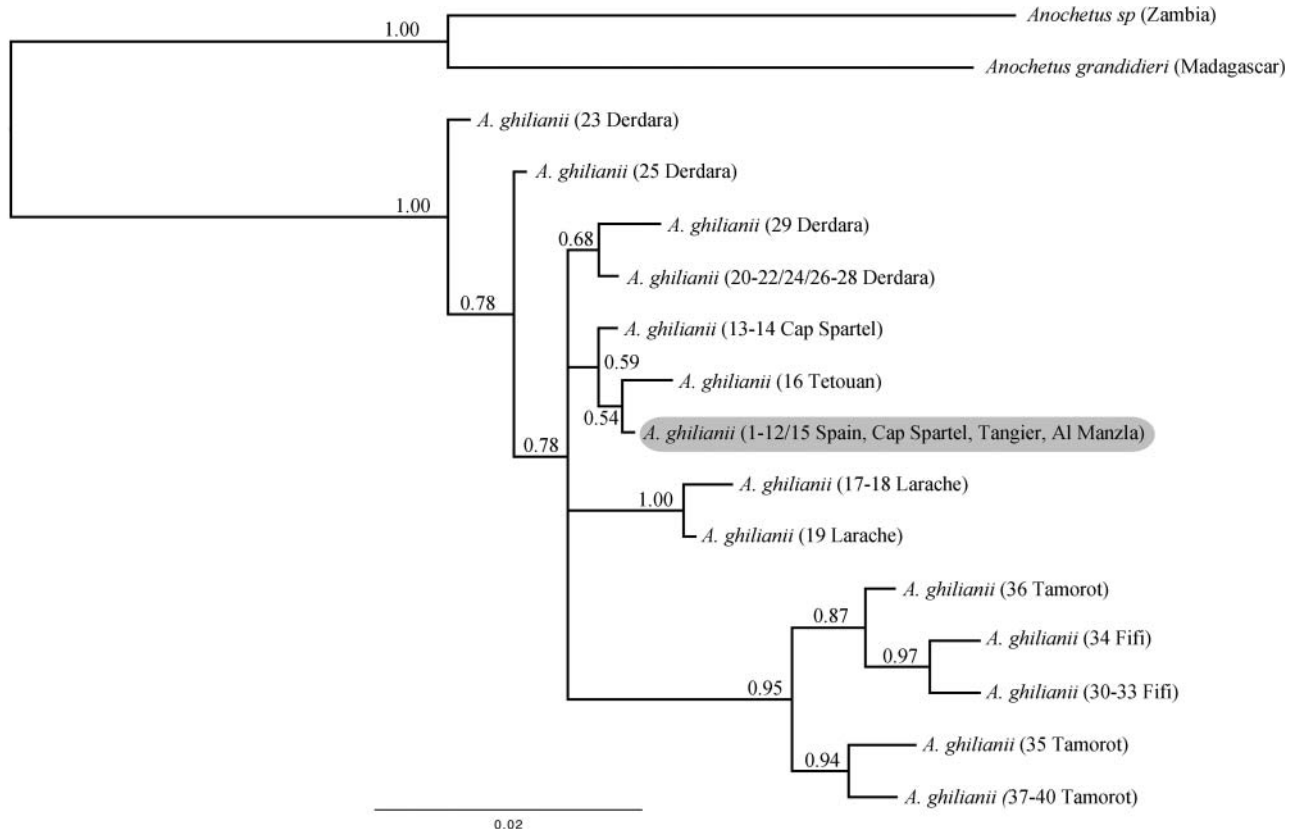 Anochetus sp (Zambia)
1.00
Anochetus grandidieri (Madagascar)
A. ghilianii (23 Derdara)
A. ghilianii (25 Derdara)
1.00
A. ghilianii (29 Derdara)
0.68
A. ghilianii (20-22/24/26-28 Derdara)
0.78
A. ghilianii (13-14 Cap Spartel)
0.59
A. ghilianii (16 Tetouan)
0.54
A. ghilianii (1-12/15 Spain, Cap Spartel, Tangier, Al Manzla)
0.78
A. ghilianii (17-18 Larache)
1.00
A. ghilianii (19 Larache)
A. ghilianii (36 Tamorot)
0.87
A. ghilianii (34 Fifi)
0.97
0.95
A. ghilianii (30-33 Fifi)
A. ghilianii (35 Tamorot)
0.94
A. ghilianii (37-40 Tamorot)
0.02